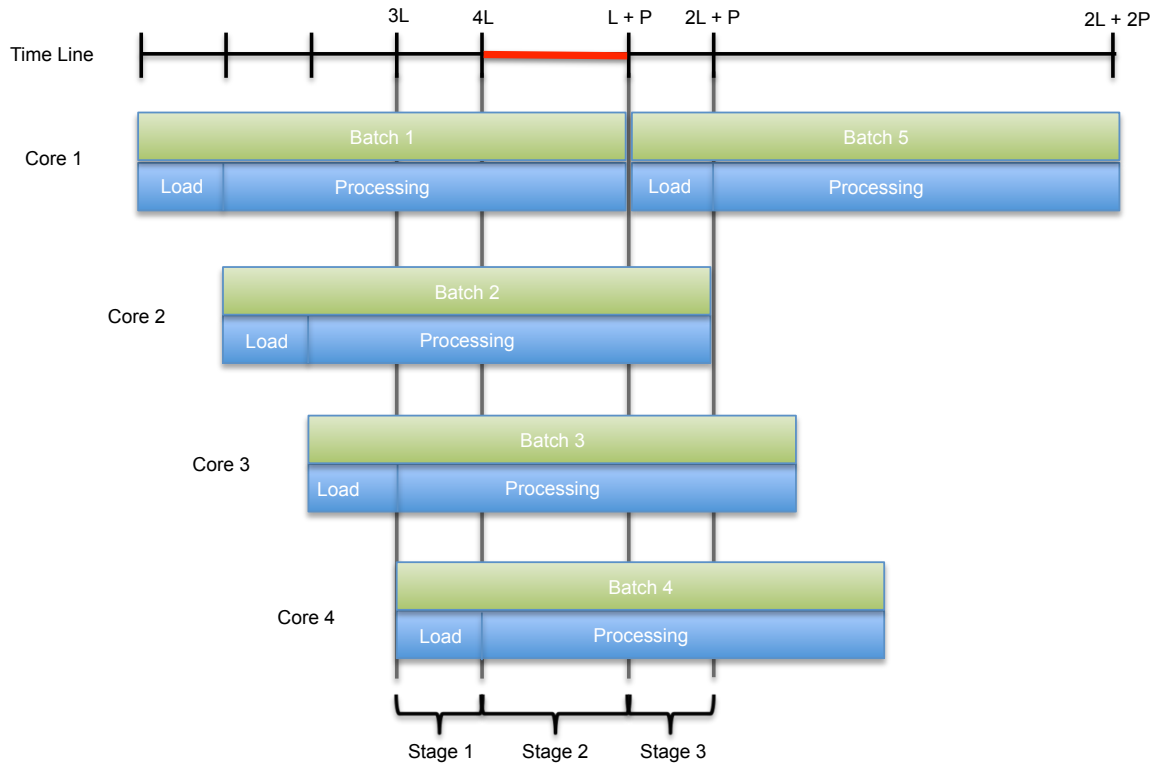 3L 4L L + P 2L + P 2L + 2P
Time Line
Batch 1 Batch 5
Core 1
Load Processing Load Processing
Batch 2
Core 2
Load Processing
Batch 3
Core 3
Load Processing
Batch 4
Core 4
Load Processing
Stage 1 Stage 2 Stage 3